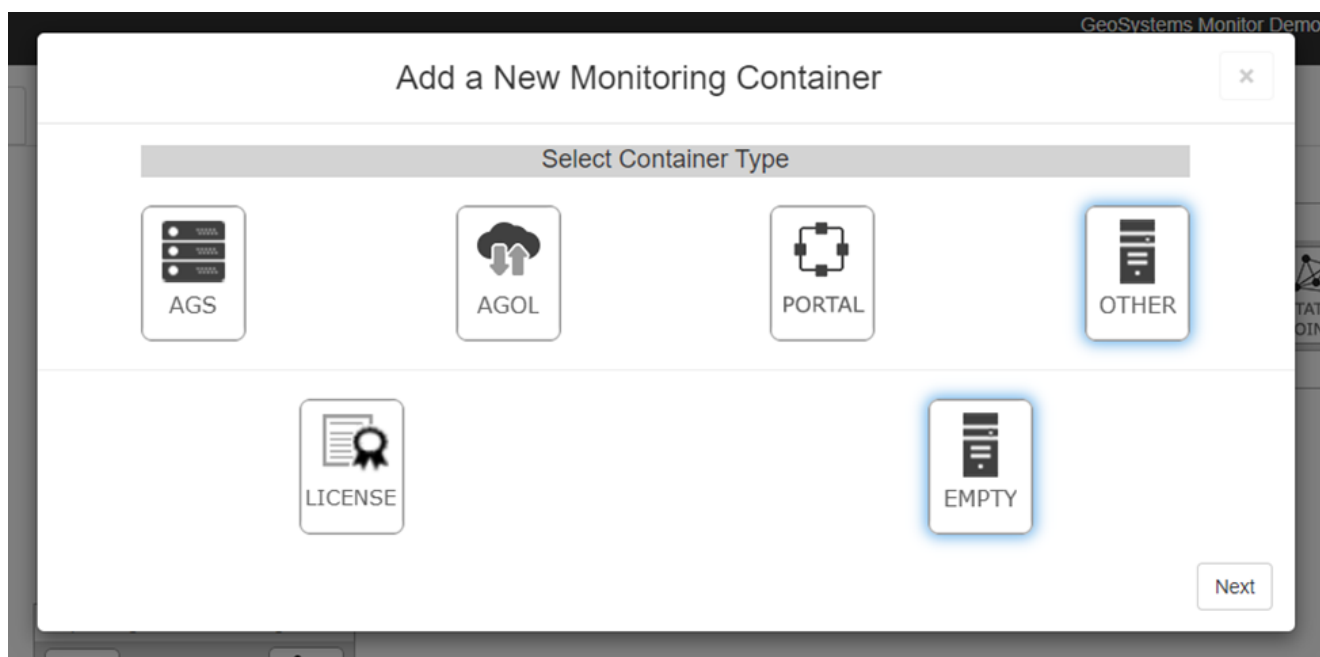 GeoSystems Monitor Demo
Add a New Monitoring Container
×
Select Container Type
AGS
AGOL
PORTAL
OTHER
LICENSE
EMPTY
Next